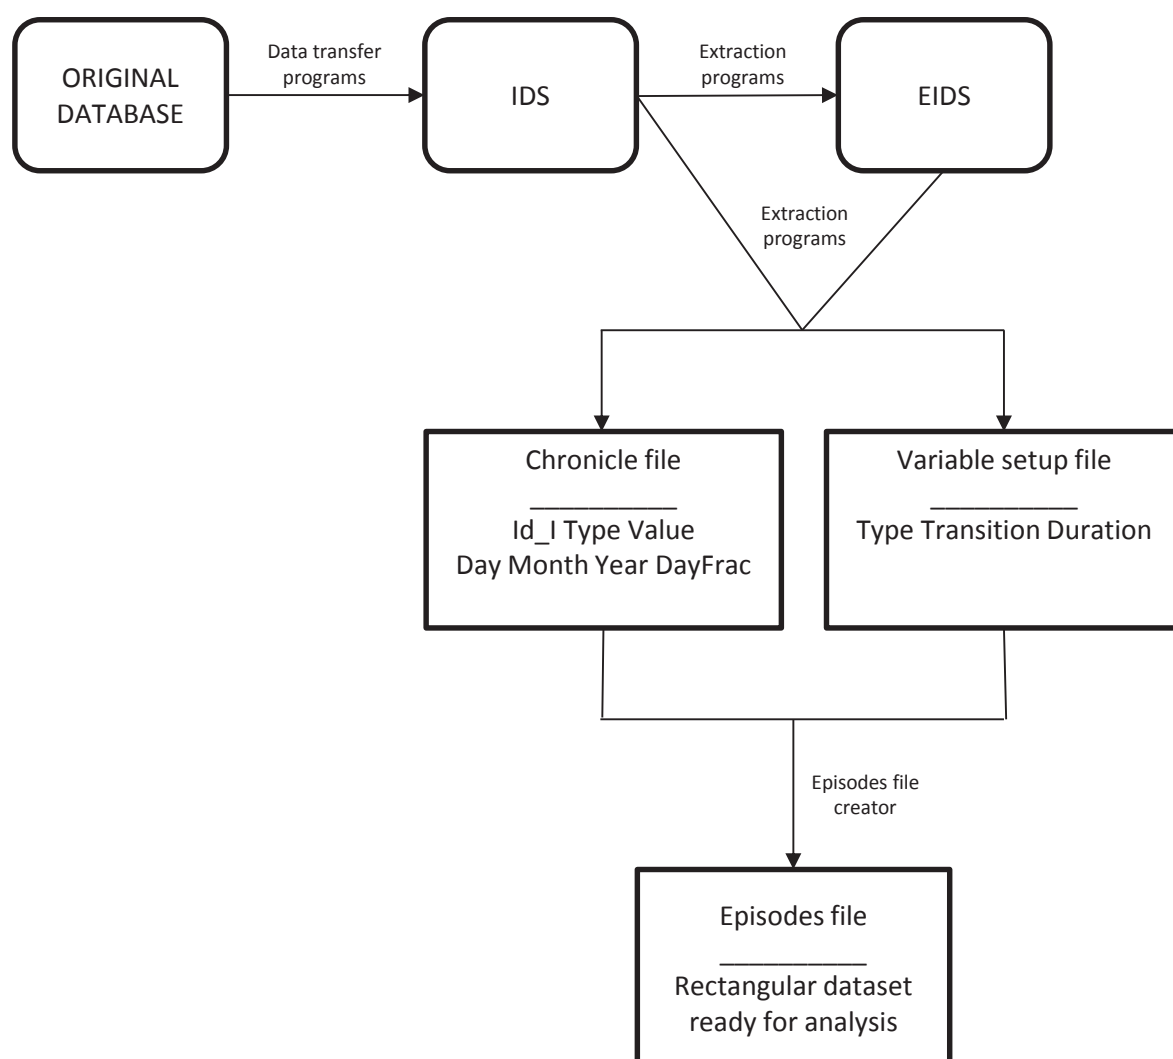 ORIGINAL
DATABASE
Data transfer
programs
IDS
Extraction
programs
EIDS
Extraction
programs
Chronicle file
__________
Id_I Type Value
Day Month Year DayFrac
Variable setup file
__________
Type Transition Duration
Episodes file
creator
Episodes file
__________
Rectangular dataset
ready for analysis